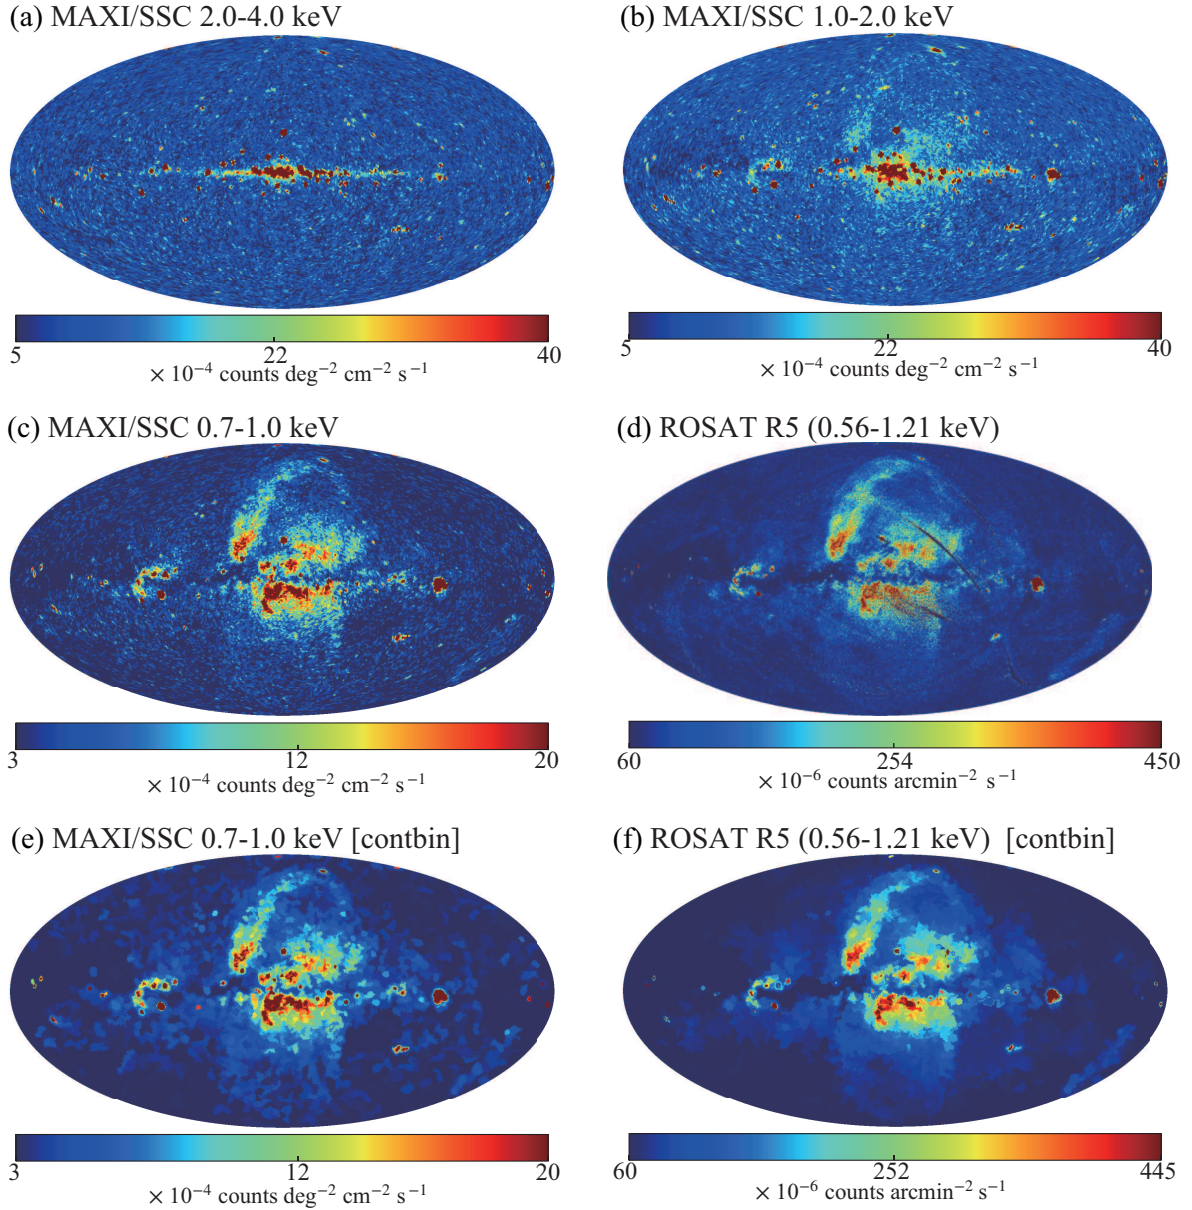 (a) MAXI/SSC 2.0-4.0 keV
(b) MAXI/SSC 1.0-2.0 keV
5 22 40
× 10⁻⁴ counts deg⁻² cm⁻² s⁻¹
5 22 40
× 10⁻⁴ counts deg⁻² cm⁻² s⁻¹
(c) MAXI/SSC 0.7-1.0 keV
(d) ROSAT R5 (0.56-1.21 keV)
3 12 20
× 10⁻⁴ counts deg⁻² cm⁻² s⁻¹
60 254 450
× 10⁻⁶ counts arcmin⁻² s⁻¹
(e) MAXI/SSC 0.7-1.0 keV [contbin]
(f) ROSAT R5 (0.56-1.21 keV) [contbin]
3 12 20
× 10⁻⁴ counts deg⁻² cm⁻² s⁻¹
60 252 445
× 10⁻⁶ counts arcmin⁻² s⁻¹